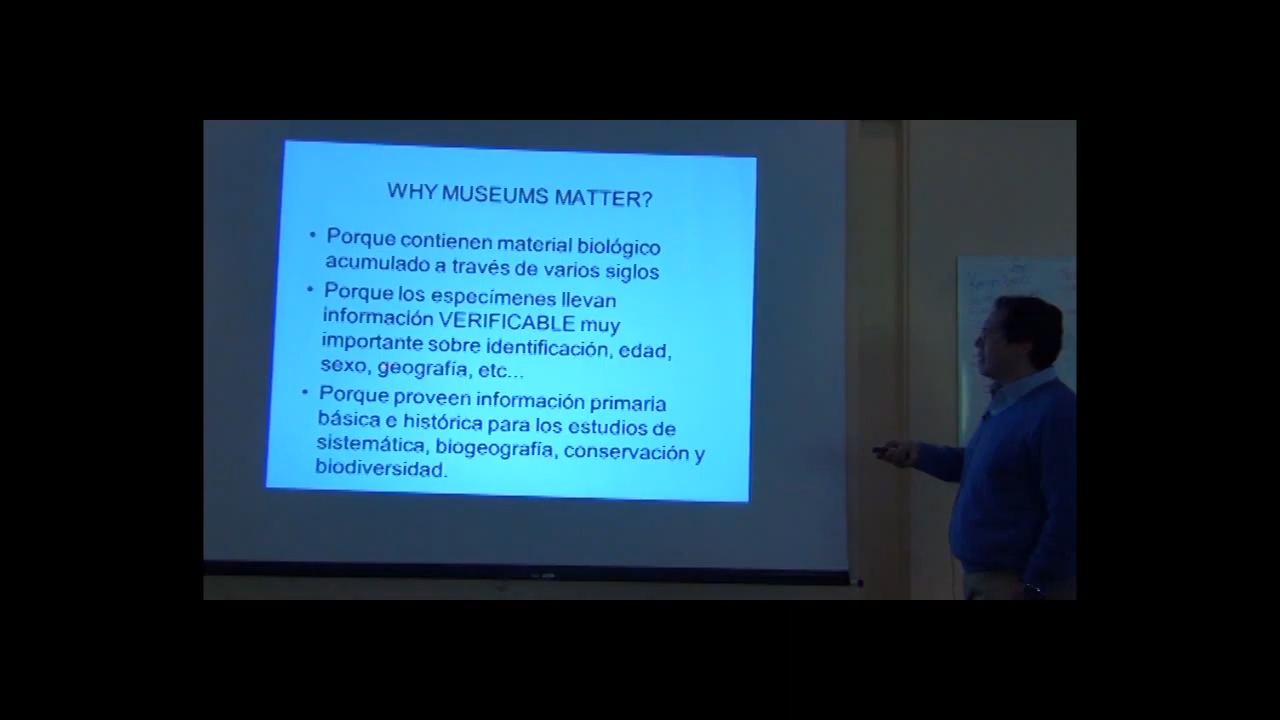 WHY MUSEUMS MATTER?
• Porque contienen material biológico
acumulado a través de varios siglos
• Porque los especímenes llevan
información VERIFICABLE muy
importante sobre identificación, edad,
sexo, geografía, etc...
• Porque proveen información primaria
básica e histórica para los estudios de
sistemática, biogeografía, conservación y
biodiversidad.